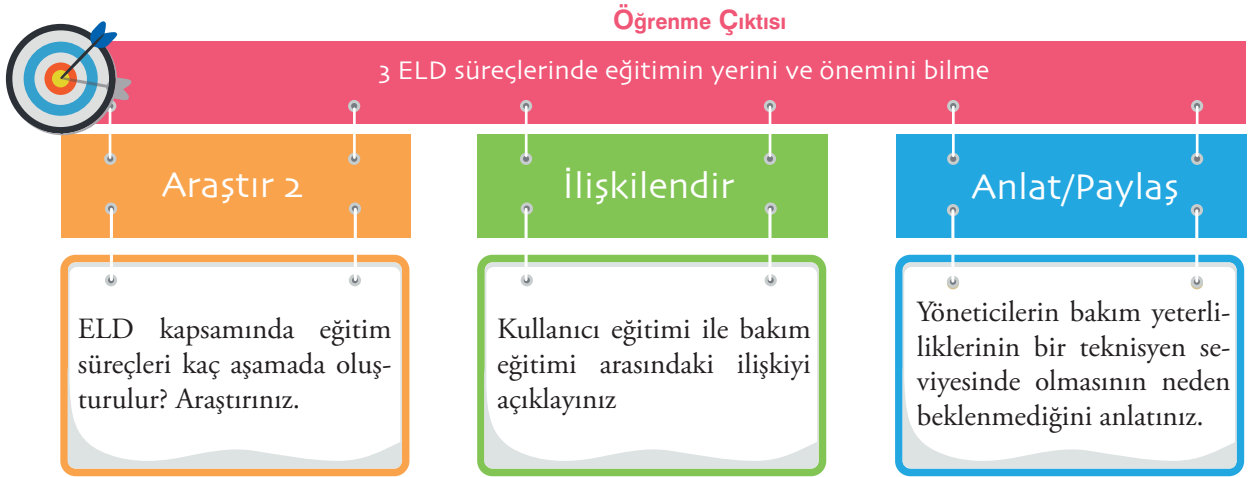 Öğrenme Çıktısı
3 ELD süreçlerinde eğitimin yerini ve önemini bilme
Araştır 2
İlişkilendir
Anlat/Paylaş
ELD kapsamında eğitim
süreçleri kaç aşamada oluş-
turulur? Araştırınız.
Kullanıcı eğitimi ile bakım
eğitimi arasındaki ilişkiyi
açıklayınız
Yöneticilerin bakım yeterli-
liklerinin bir teknisyen se-
viyesinde olmasının neden
beklenmediğini anlatınız.